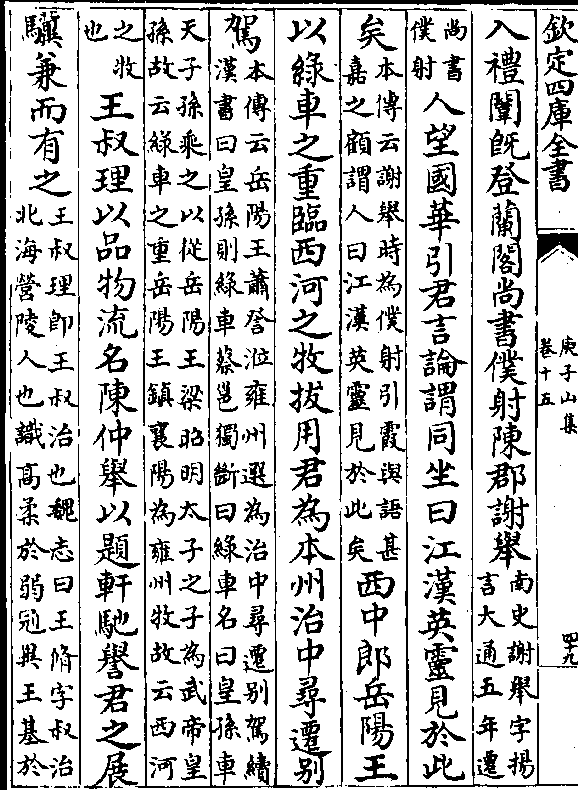 欽定四庫全書
庾子山集
卷十五
四十九
入禮闈旣登蘭閣尚書僕射陳郡謝舉南史謝舉字揚
言大通五年遷
尚書
僕射人望國華引君言論謂同坐曰江漢英靈見於此
矣本傳云謝舉時為僕射引霞與語甚
嘉之顧謂人曰江漢英靈見於此矣西中郎岳陽王
以綠車之重臨西河之牧拔用君為本州治中尋遷别
駕本傳云岳陽王蕭詧涖雍州選為治中尋遷别駕續
漢書曰皇孫則綠車蔡邕獨斷曰綠車名曰皇孫車
天子孫乘之以從岳陽王梁昭明太子之子為武帝皇
孫故云綠車之重岳陽王鎮襄陽為雍州牧故云西河
之牧
也王叔理以品物流名陳仲舉以題軒馳譽君之展
驥兼而有之王叔理即王叔治也魏志曰王脩字叔治
北海營陵人也識高柔於弱冠異王基於